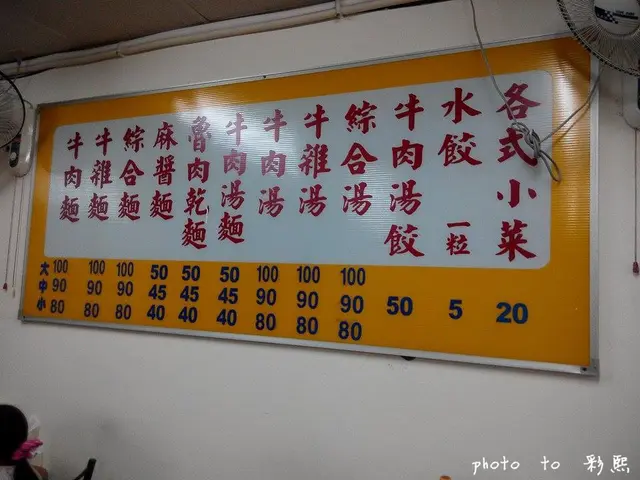 牛肉麵
牛雜麵
綜合麵
麻醬麵
魯肉乾麵
牛肉湯麵
牛肉湯
牛雜湯
綜合湯
牛肉湯餃
水餃 一粒
各式小菜
大 100 100 100 50 50 50 100 100 100
中 90 90 90 45 45 45 90 90 90 50 5 20
小 80 80 80 40 40 40 80 80 80
photo to 彩熙